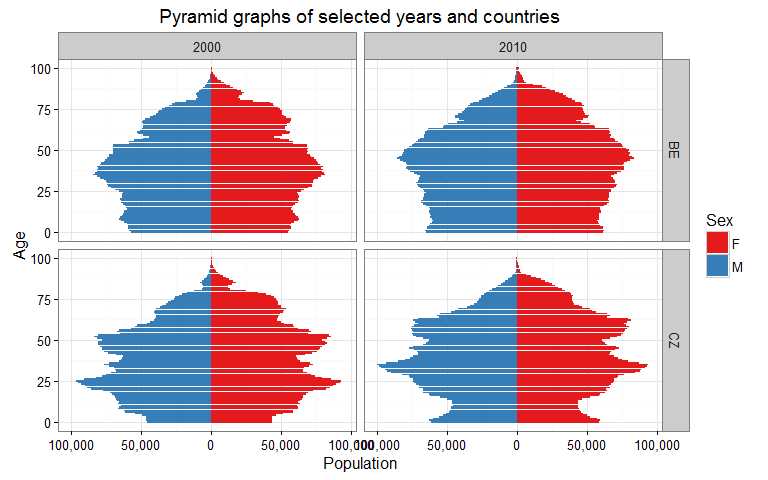 Pyramid graphs of selected years and countries
2000
2010
100
75
50
25
0
BE
Age
Sex
F
M
100
75
50
25
0
CZ
100,000 50,000 0 50,000 100,000
100,000 50,000 0 50,000 100,000
Population